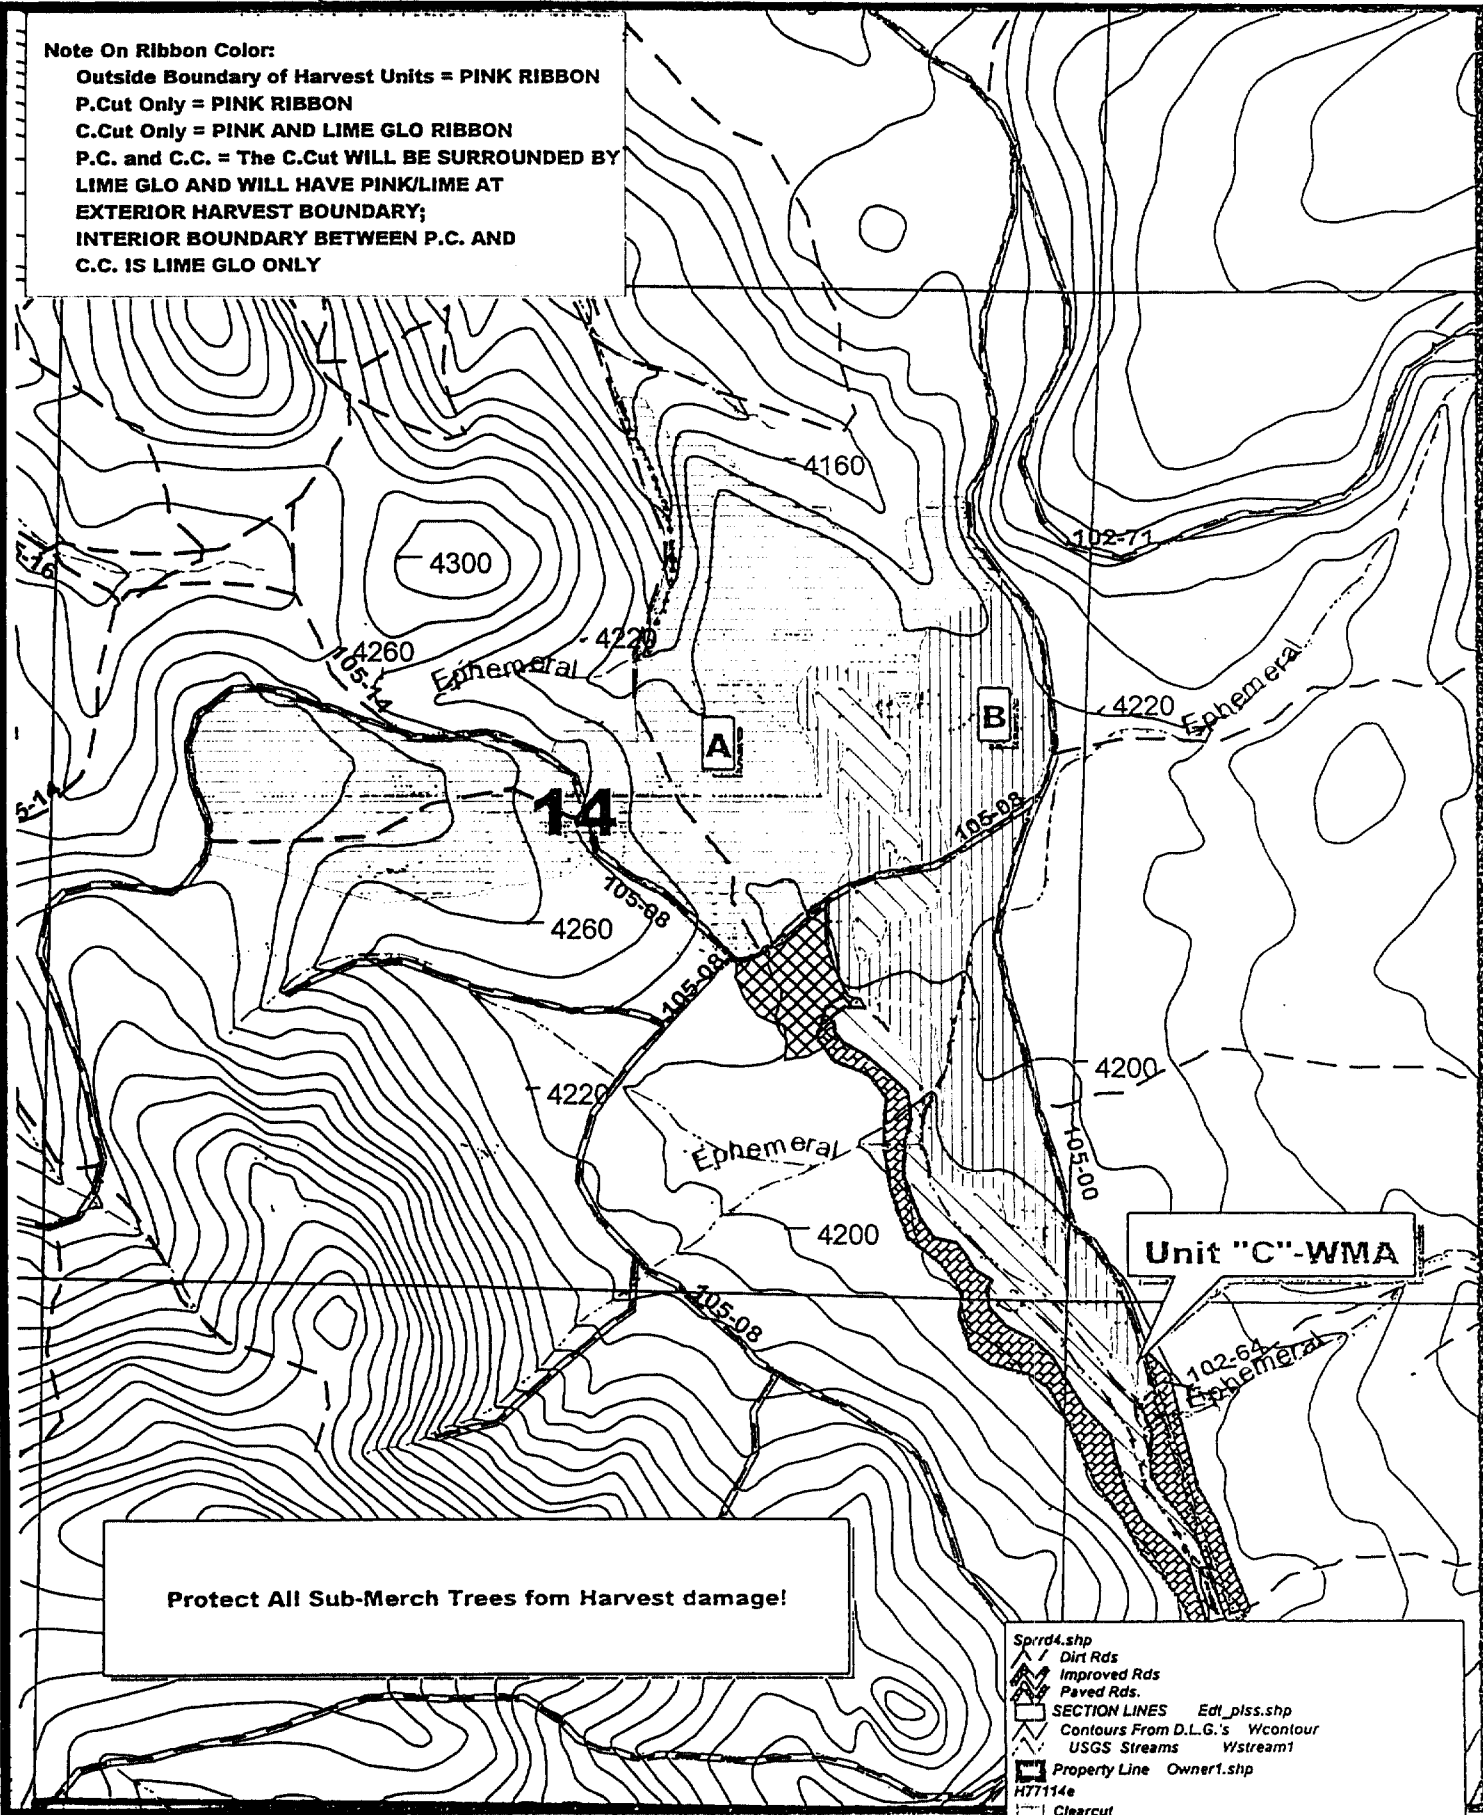 Note On Ribbon Color:
Outside Boundary of Harvest Units = PINK RIBBON
P.Cut Only = PINK RIBBON
C.Cut Only = PINK AND LIME GLO RIBBON
P.C. and C.C. = The C.Cut WILL BE SURROUNDED BY
LIME GLO AND WILL HAVE PINK/LIME AT
EXTERIOR HARVEST BOUNDARY;
INTERIOR BOUNDARY BETWEEN P.C. AND
C.C. IS LIME GLO ONLY
4160
102-71
4300
4220
4260
105-14
Ephemeral
Ephemeral
4220
A
B
14
105-08
105-08
4260
105-08
4200
4220
Ephemeral
105-00
4200
Unit "C"-WMA
105-08
102-64
Ephemeral
Protect All Sub-Merch Trees fom Harvest damage!
Sprrd4.shp
Dirt Rds
Improved Rds
Paved Rds.
SECTION LINES Edt_plss.shp
Contours From D.L.G.'s Wcontour
USGS Streams Wstream1
Property Line Owner1.shp
H77114e
Clearcut